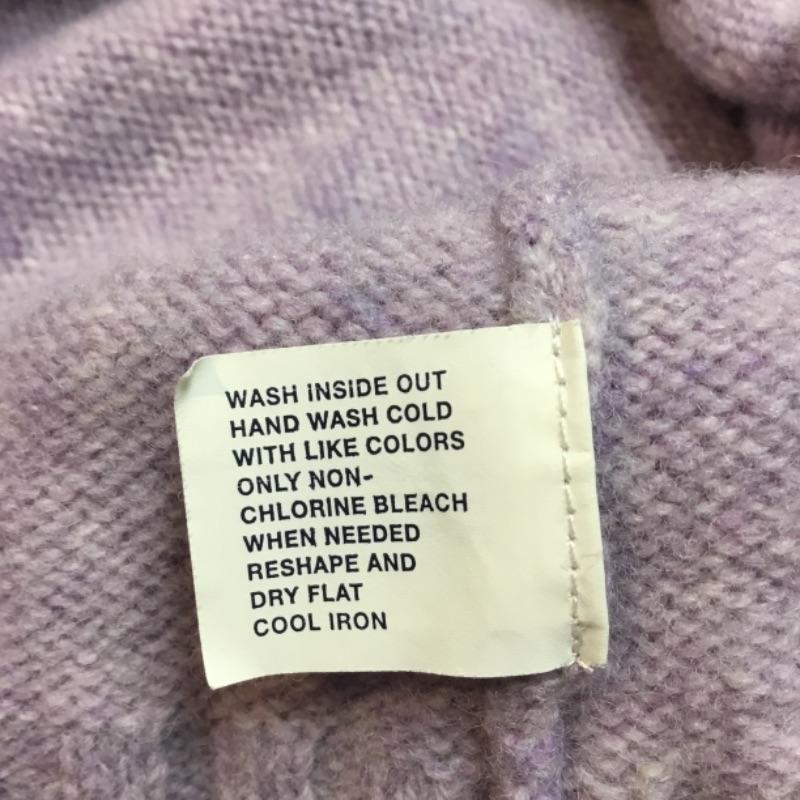 WASH INSIDE OUT
HAND WASH COLD
WITH LIKE COLORS
ONLY NON-
CHLORINE BLEACH
WHEN NEEDED
RESHAPE AND
DRY FLAT
COOL IRON